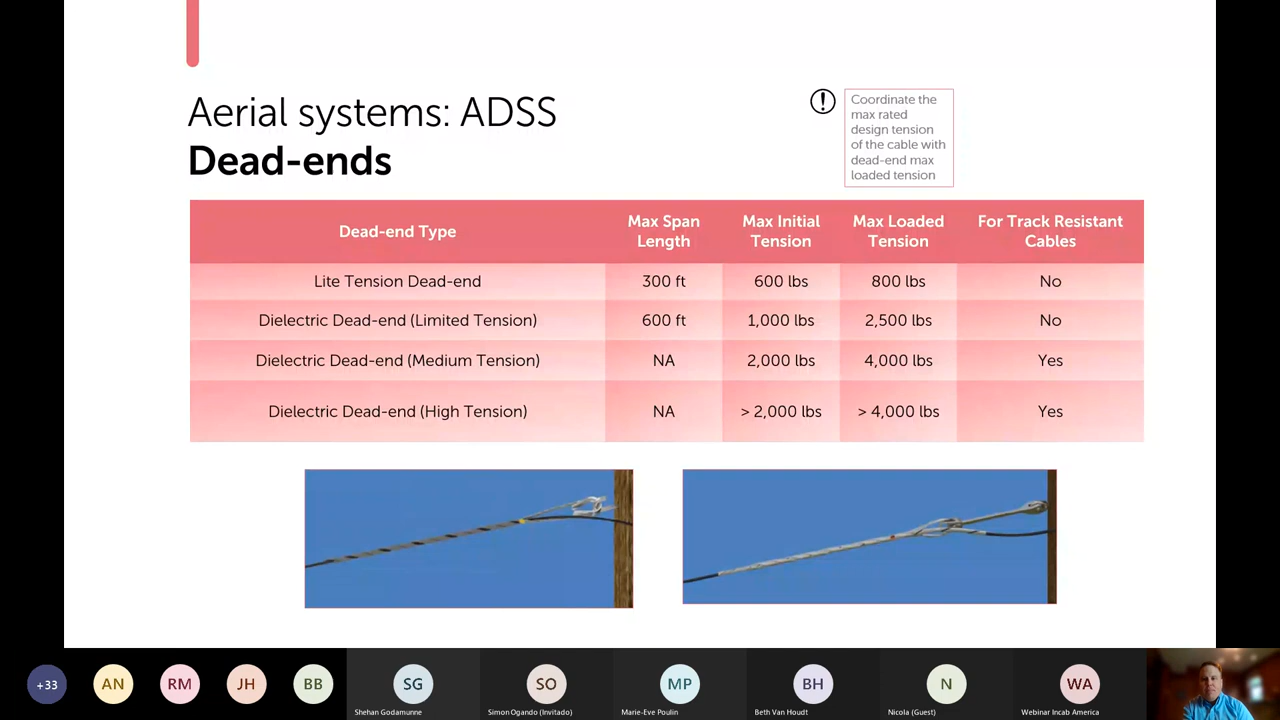 Aerial systems: ADSS
Dead-ends
Coordinate the
max rated
design tension
of the cable with
dead-end max
loaded tension
Dead-end Type Max Span Length Max Initial Tension Max Loaded Tension For Track Resistant Cables
Lite Tension Dead-end 300 ft 600 lbs 800 lbs No
Dielectric Dead-end (Limited Tension) 600 ft 1,000 lbs 2,500 lbs No
Dielectric Dead-end (Medium Tension) NA 2,000 lbs 4,000 lbs Yes
Dielectric Dead-end (High Tension) NA > 2,000 lbs > 4,000 lbs Yes
+33 AN RM JH BB SG SO MP BH N WA
Shehan Godamunne Simon Ogando (Invitado) Marie-Eve Poulin Beth Van Houdt Nicola (Guest) Webinar Incab America